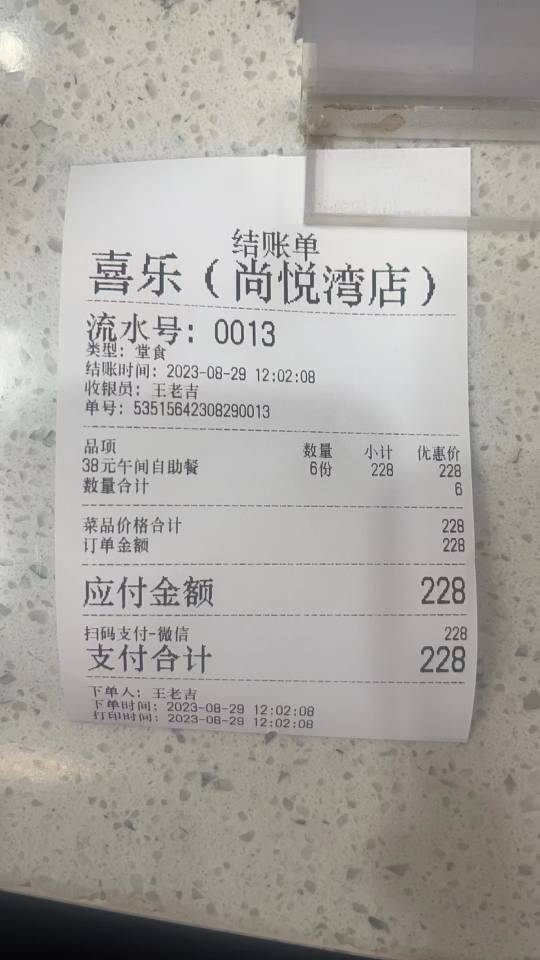 结账单
喜乐（尚悦湾店）
流水号: 0013
类型: 堂食
结账时间: 2023-08-29 12:02:08
收银员: 王老吉
单号: 53515642308290013
品项 数量 小计 优惠价
38元午间自助餐 6份 228 228
数量合计 6
菜品价格合计 228
订单金额 228
应付金额 228
扫码支付-微信 228
支付合计 228
下单人: 王老吉
下单时间: 2023-08-29 12:02:08
打印时间: 2023-08-29 12:02:08